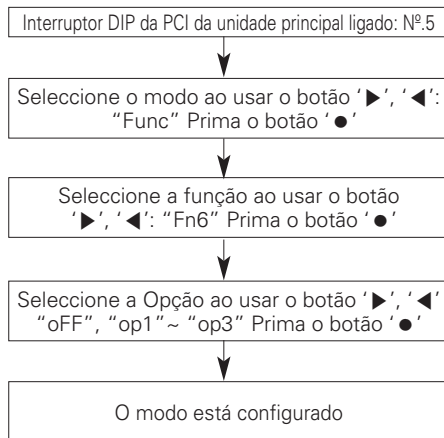 Interruptor DIP da PCI da unidade principal ligado: Nº.5
Seleccione o modo ao usar o botão ‘▶’, ‘◀’:
“Func” Prima o botão ‘●’
Seleccione a função ao usar o botão
‘▶’, ‘◀’: “Fn6” Prima o botão ‘●’
Seleccione a Opção ao usar o botão ‘▶’, ‘◀’
“oFF”, “op1”~ “op3” Prima o botão ‘●’
O modo está configurado